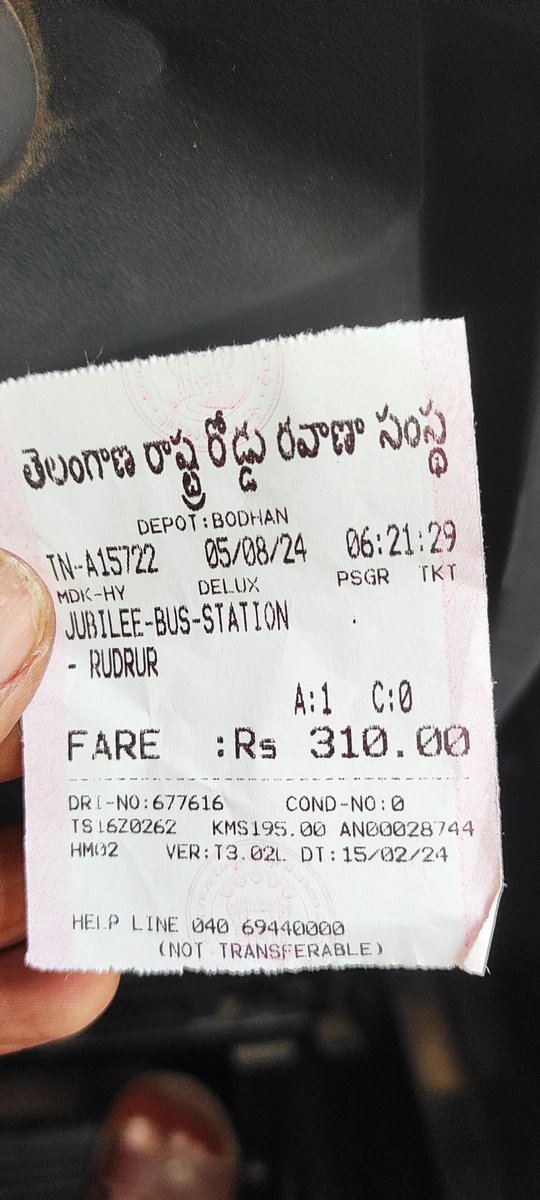 తెలంగాణ రాష్ట్ర రోడ్డు రవాణా సంస్థ
DEPOT:BODHAN
TN-A15722 05/08/24 06:21:29
MDK-HY DELUX PSGR TKT
JUBILEE-BUS-STATION
- RUDRUR
A:1 C:0
FARE :Rs 310.00
DRI-NO:677616 COND-NO:0
TS16Z0262 KMS195.00 AN00028744
HM02 VER:T3.02L DT:15/02/24
HELP LINE 040 69440000
(NOT TRANSFERABLE)